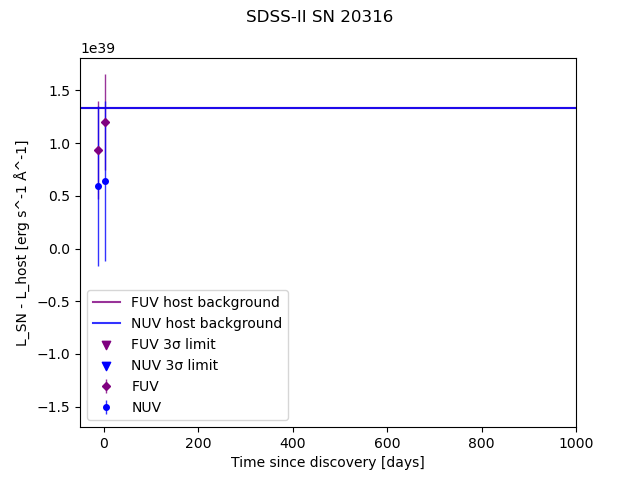 SDSS-II SN 20316
1e39
1.5
1.0
0.5
0.0
−0.5
−1.0
−1.5
L_SN - L_host [erg s^-1 Å^-1]
FUV host background
NUV host background
FUV 3σ limit
NUV 3σ limit
FUV
NUV
0 200 400 600 800 1000
Time since discovery [days]